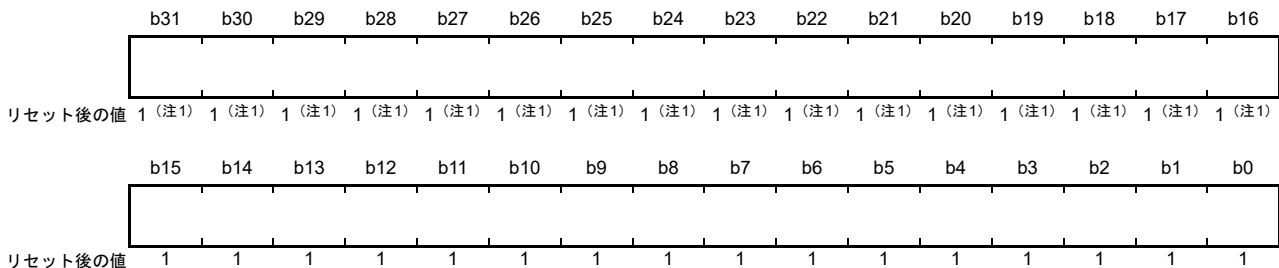 b31 b30 b29 b28 b27 b26 b25 b24 b23 b22 b21 b20 b19 b18 b17 b16
リセット後の値 1（注1） 1（注1） 1（注1） 1（注1） 1（注1） 1（注1） 1（注1） 1（注1） 1（注1） 1（注1） 1（注1） 1（注1） 1（注1） 1（注1） 1（注1） 1（注1）
b15 b14 b13 b12 b11 b10 b9 b8 b7 b6 b5 b4 b3 b2 b1 b0
リセット後の値 1 1 1 1 1 1 1 1 1 1 1 1 1 1 1 1